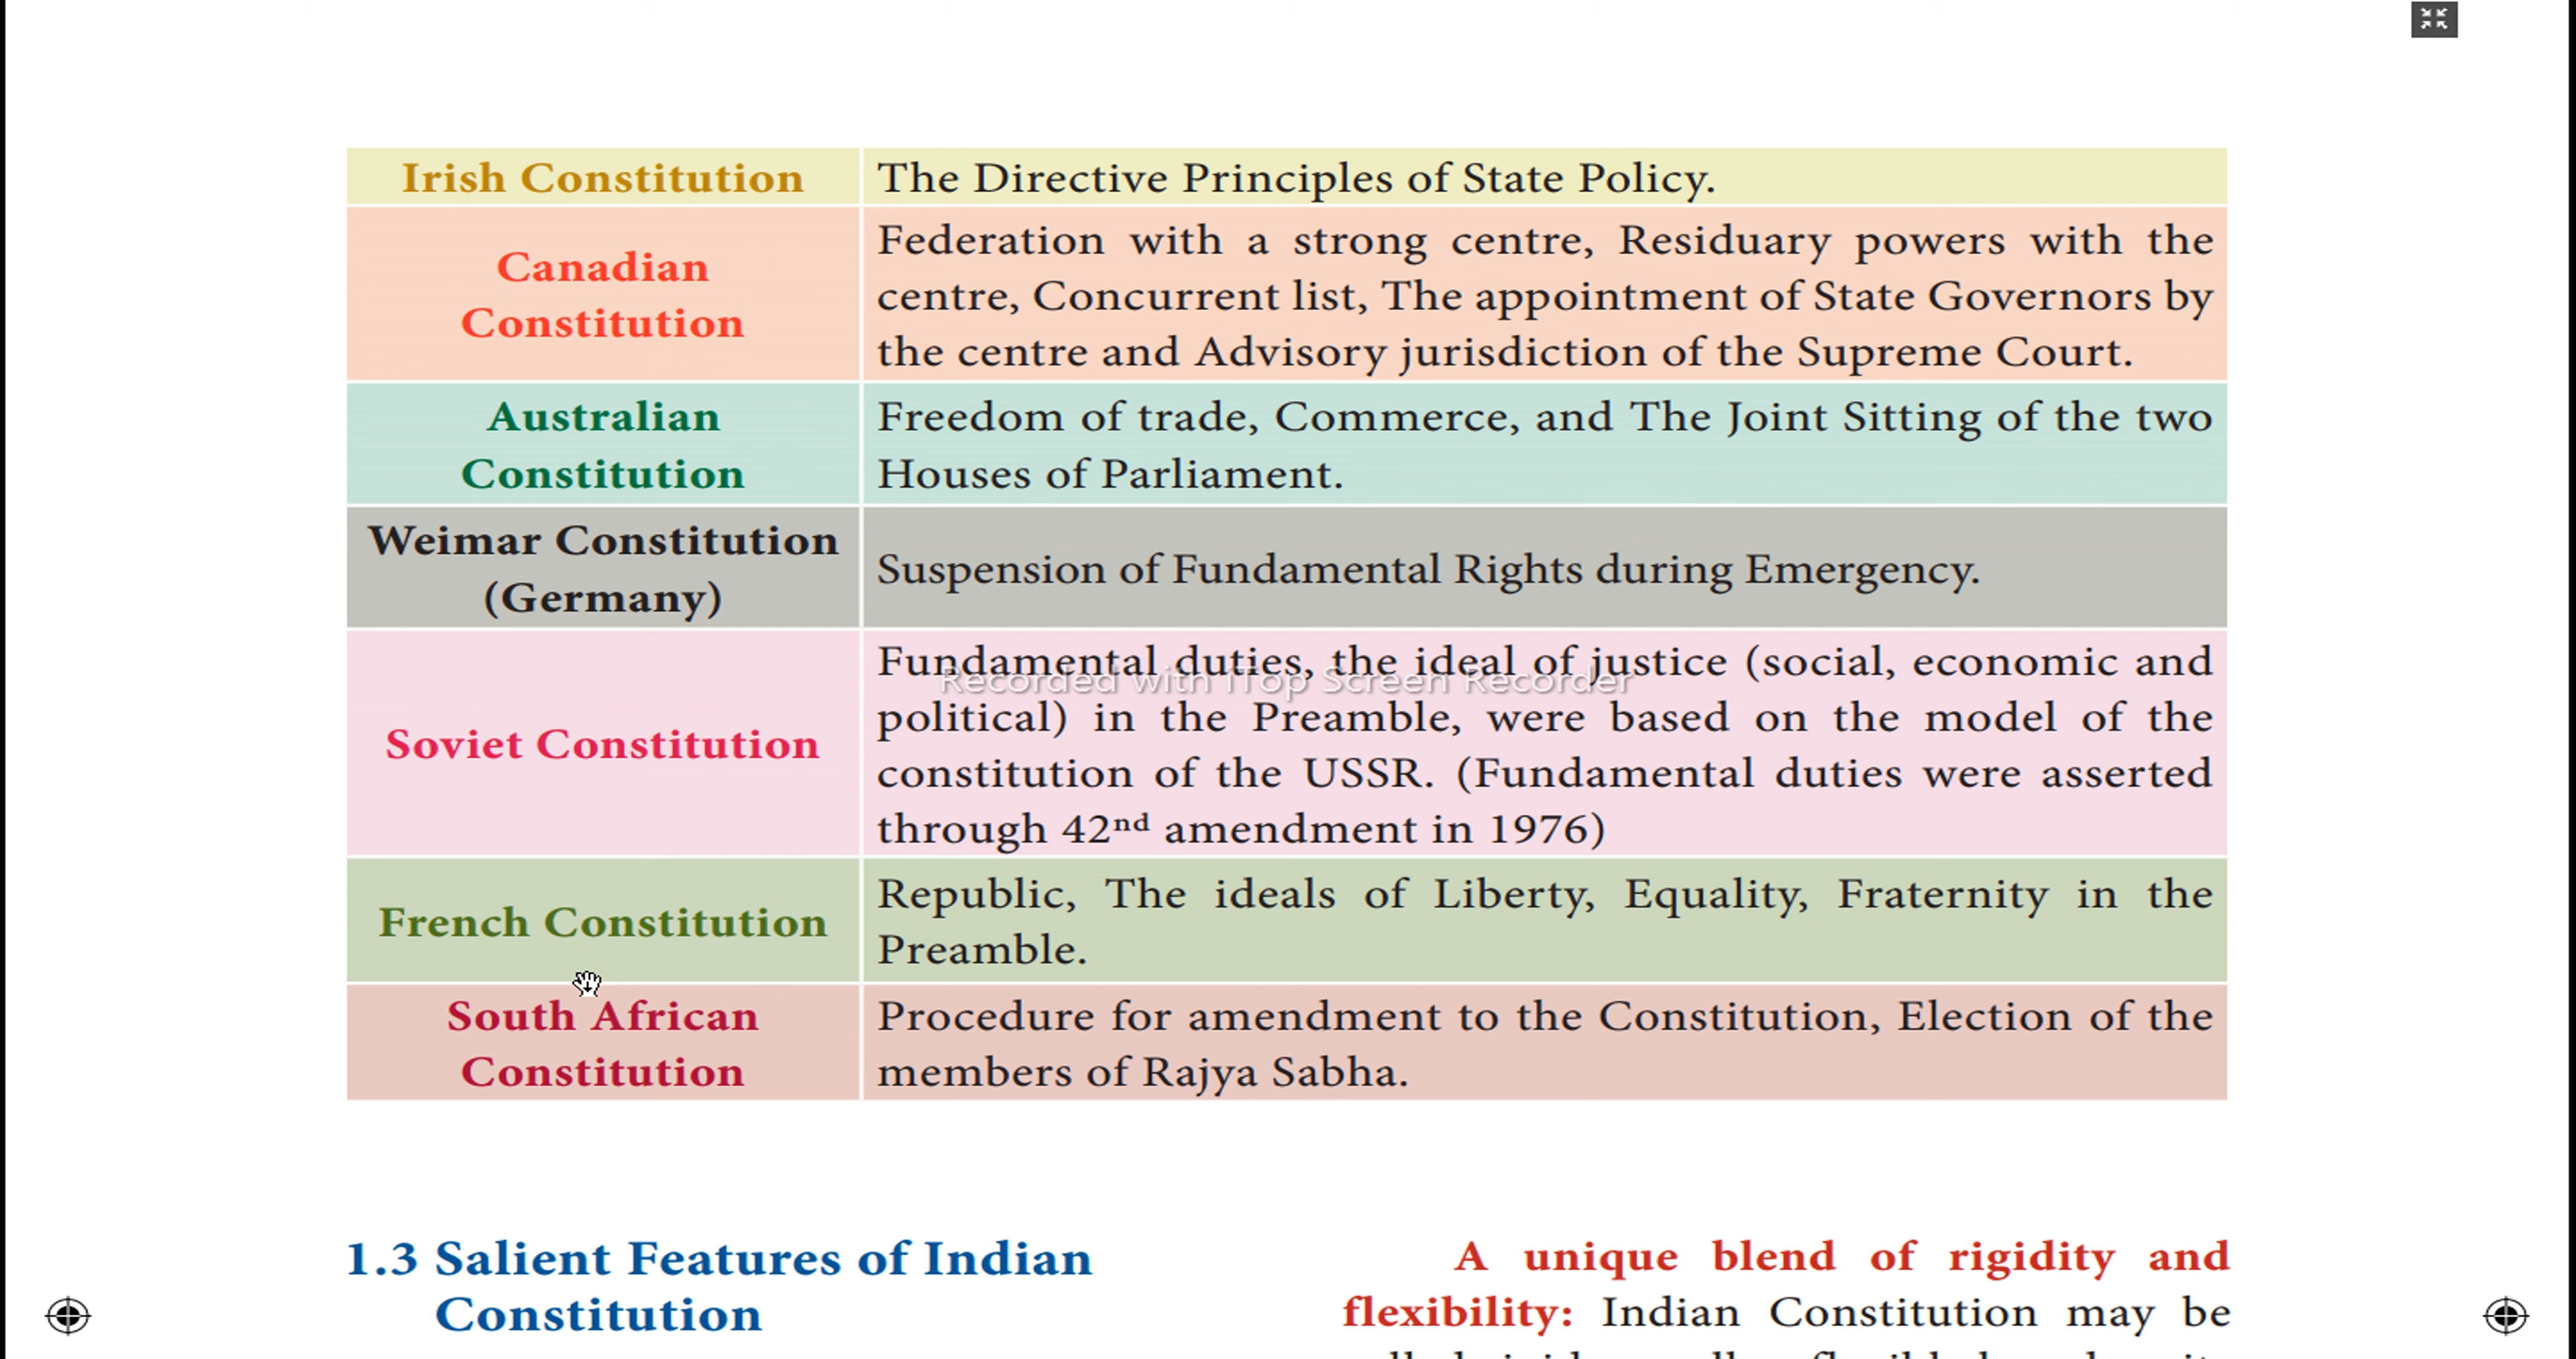 Irish Constitution
The Directive Principles of State Policy.
Canadian
Constitution
Federation with a strong centre, Residuary powers with the
centre, Concurrent list, The appointment of State Governors by
the centre and Advisory jurisdiction of the Supreme Court.
Australian
Constitution
Freedom of trade, Commerce, and The Joint Sitting of the two
Houses of Parliament.
Weimar Constitution
(Germany)
Suspension of Fundamental Rights during Emergency.
Soviet Constitution
Fundamental duties, the ideal of justice (social, economic and
political) in the Preamble, were based on the model of the
constitution of the USSR. (Fundamental duties were asserted
through 42nd amendment in 1976)
Recorded with iTop Screen Recorder
French Constitution
Republic, The ideals of Liberty, Equality, Fraternity in the
Preamble.
South African
Constitution
Procedure for amendment to the Constitution, Election of the
members of Rajya Sabha.
1.3 Salient Features of Indian
Constitution
A unique blend of rigidity and
flexibility: Indian Constitution may be